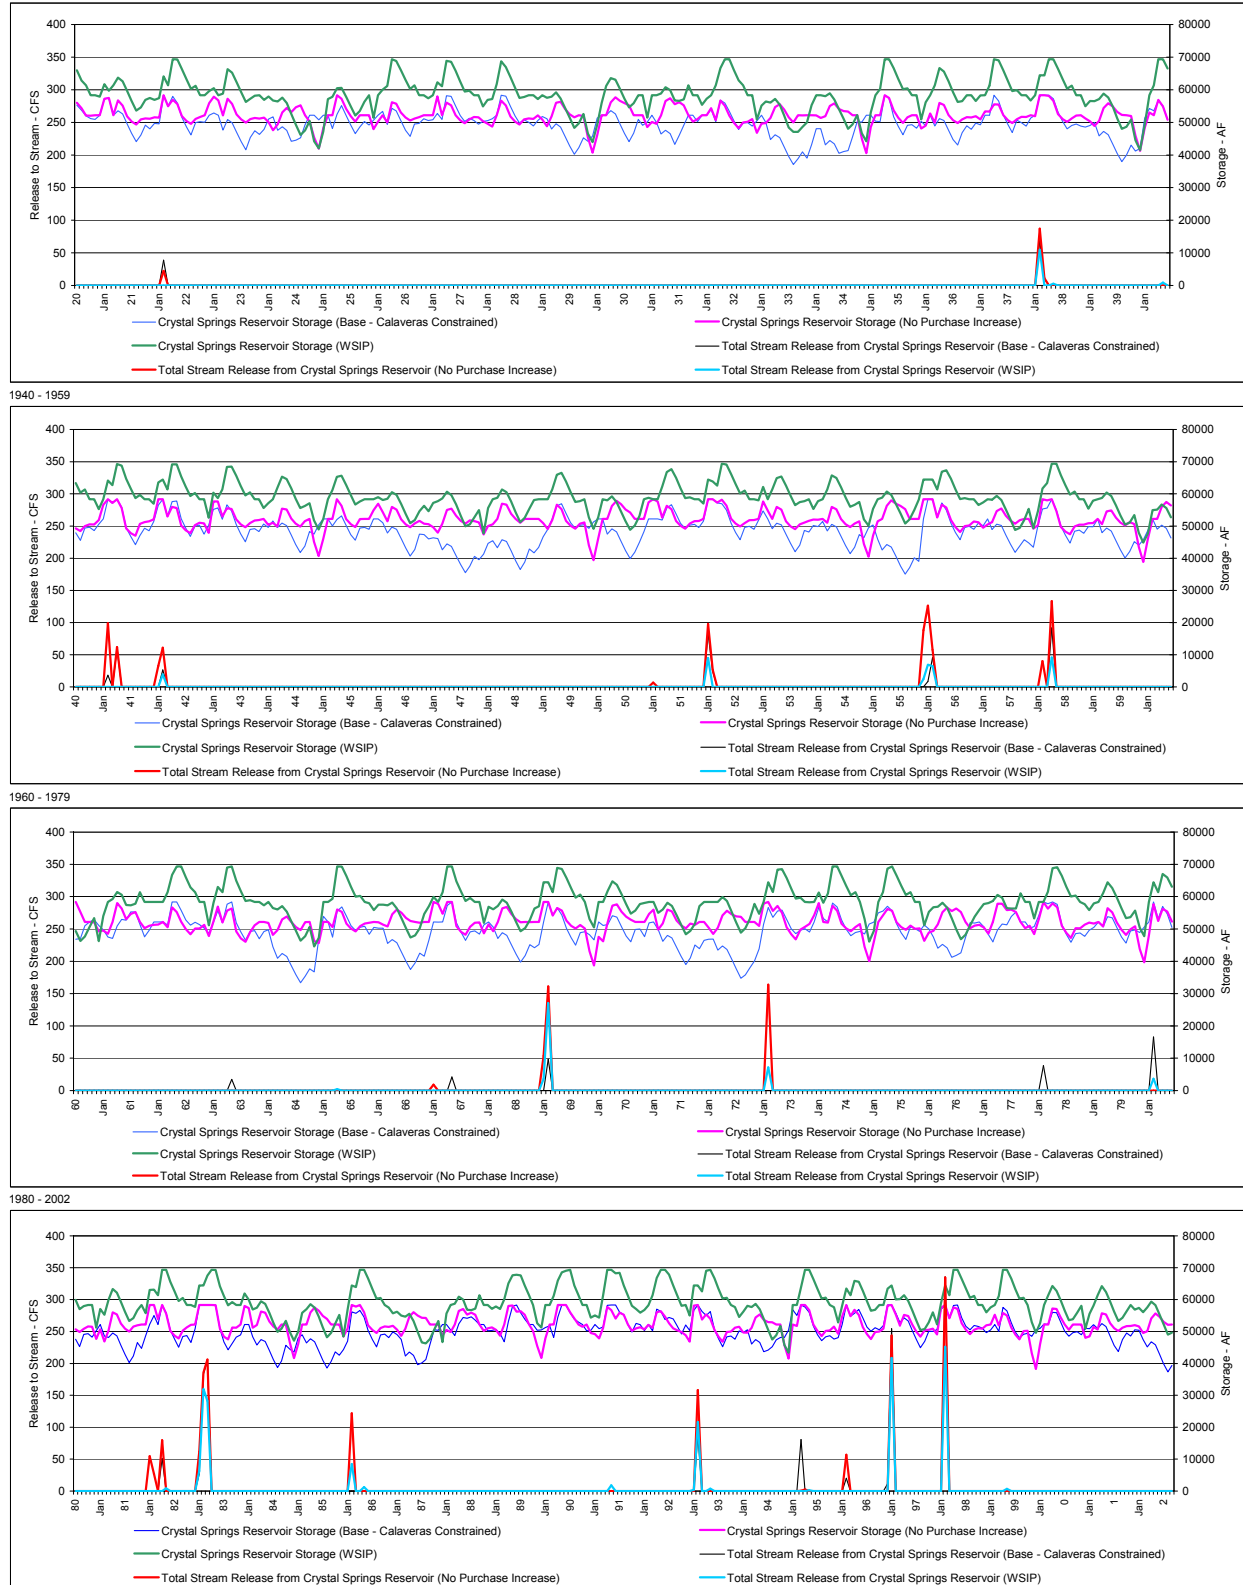 400
350
300
250
200
150
100
50
0
Release to Stream - CFS
80000
70000
60000
50000
40000
30000
20000
10000
0
Storage - AF
20 Jan 21 Jan 22 Jan 23 Jan 24 Jan 25 Jan 26 Jan 27 Jan 28 Jan 29 Jan 30 Jan 31 Jan 32 Jan 33 Jan 34 Jan 35 Jan 36 Jan 37 Jan 38 Jan 39 Jan
Crystal Springs Reservoir Storage (Base - Calaveras Constrained)
Crystal Springs Reservoir Storage (No Purchase Increase)
Crystal Springs Reservoir Storage (WSIP)
Total Stream Release from Crystal Springs Reservoir (Base - Calaveras Constrained)
Total Stream Release from Crystal Springs Reservoir (No Purchase Increase)
Total Stream Release from Crystal Springs Reservoir (WSIP)
1940 - 1959
400
350
300
250
200
150
100
50
0
Release to Stream - CFS
80000
70000
60000
50000
40000
30000
20000
10000
0
Storage - AF
40 Jan 41 Jan 42 Jan 43 Jan 44 Jan 45 Jan 46 Jan 47 Jan 48 Jan 49 Jan 50 Jan 51 Jan 52 Jan 53 Jan 54 Jan 55 Jan 56 Jan 57 Jan 58 Jan 59 Jan
Crystal Springs Reservoir Storage (Base - Calaveras Constrained)
Crystal Springs Reservoir Storage (No Purchase Increase)
Crystal Springs Reservoir Storage (WSIP)
Total Stream Release from Crystal Springs Reservoir (Base - Calaveras Constrained)
Total Stream Release from Crystal Springs Reservoir (No Purchase Increase)
Total Stream Release from Crystal Springs Reservoir (WSIP)
1960 - 1979
400
350
300
250
200
150
100
50
0
Release to Stream - CFS
80000
70000
60000
50000
40000
30000
20000
10000
0
Storage - AF
60 Jan 61 Jan 62 Jan 63 Jan 64 Jan 65 Jan 66 Jan 67 Jan 68 Jan 69 Jan 70 Jan 71 Jan 72 Jan 73 Jan 74 Jan 75 Jan 76 Jan 77 Jan 78 Jan 79 Jan
Crystal Springs Reservoir Storage (Base - Calaveras Constrained)
Crystal Springs Reservoir Storage (No Purchase Increase)
Crystal Springs Reservoir Storage (WSIP)
Total Stream Release from Crystal Springs Reservoir (Base - Calaveras Constrained)
Total Stream Release from Crystal Springs Reservoir (No Purchase Increase)
Total Stream Release from Crystal Springs Reservoir (WSIP)
1980 - 2002
400
350
300
250
200
150
100
50
0
Release to Stream - CFS
80000
70000
60000
50000
40000
30000
20000
10000
0
Storage - AF
80 Jan 81 Jan 82 Jan 83 Jan 84 Jan 85 Jan 86 Jan 87 Jan 88 Jan 89 Jan 90 Jan 91 Jan 92 Jan 93 Jan 94 Jan 95 Jan 96 Jan 97 Jan 98 Jan 99 Jan 0 Jan 1 Jan 2
Crystal Springs Reservoir Storage (Base - Calaveras Constrained)
Crystal Springs Reservoir Storage (No Purchase Increase)
Crystal Springs Reservoir Storage (WSIP)
Total Stream Release from Crystal Springs Reservoir (Base - Calaveras Constrained)
Total Stream Release from Crystal Springs Reservoir (No Purchase Increase)
Total Stream Release from Crystal Springs Reservoir (WSIP)